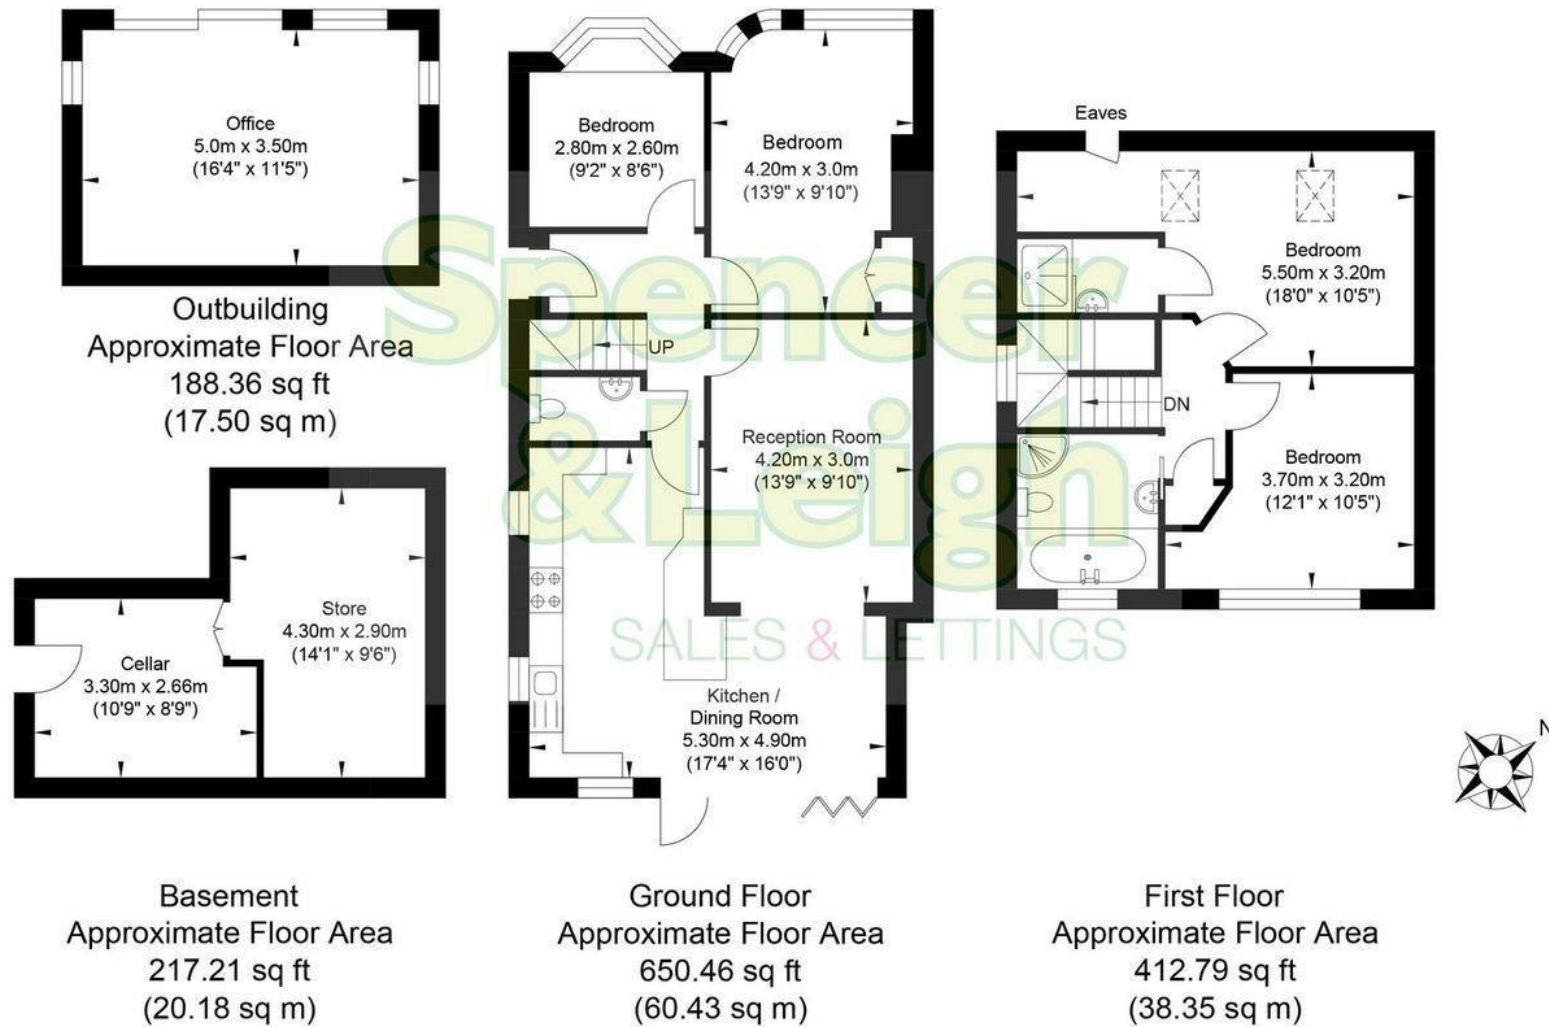 Office
5.0m x 3.50m
(16'4" x 11'5")
Outbuilding
Approximate Floor Area
188.36 sq ft
(17.50 sq m)
Bedroom
2.80m x 2.60m
(9'2" x 8'6")
Bedroom
4.20m x 3.0m
(13'9" x 9'10")
UP
Reception Room
4.20m x 3.0m
(13'9" x 9'10")
Kitchen /
Dining Room
5.30m x 4.90m
(17'4" x 16'0")
Eaves
Bedroom
5.50m x 3.20m
(18'0" x 10'5")
DN
Bedroom
3.70m x 3.20m
(12'1" x 10'5")
Store
4.30m x 2.90m
(14'1" x 9'6")
Cellar
3.30m x 2.66m
(10'9" x 8'9")
Spencer
& Leigh
SALES & LETTINGS
N
Basement
Approximate Floor Area
217.21 sq ft
(20.18 sq m)
Ground Floor
Approximate Floor Area
650.46 sq ft
(60.43 sq m)
First Floor
Approximate Floor Area
412.79 sq ft
(38.35 sq m)